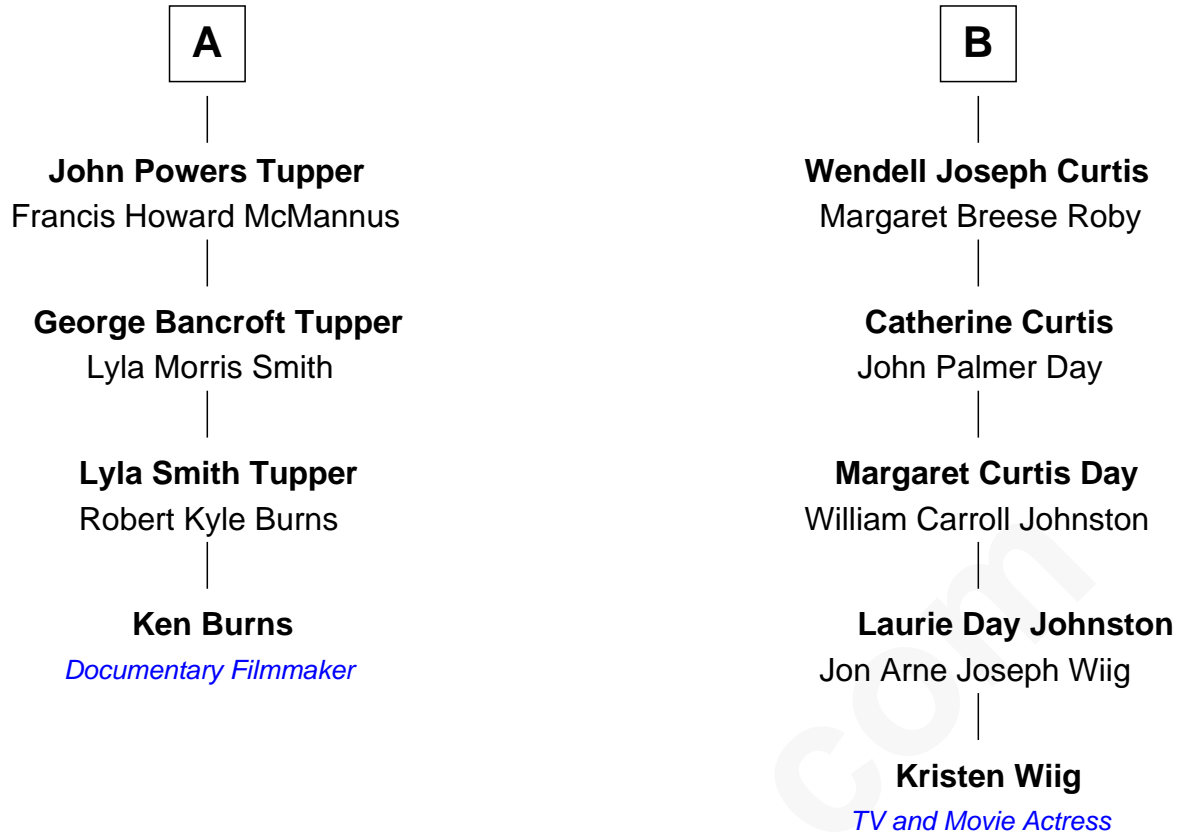 A
John Powers Tupper
Francis Howard McMannus
George Bancroft Tupper
Lyla Morris Smith
Lyla Smith Tupper
Robert Kyle Burns
Ken Burns
Documentary Filmmaker
B
Wendell Joseph Curtis
Margaret Breese Roby
Catherine Curtis
John Palmer Day
Margaret Curtis Day
William Carroll Johnston
Laurie Day Johnston
Jon Arne Joseph Wiig
Kristen Wiig
TV and Movie Actress
com